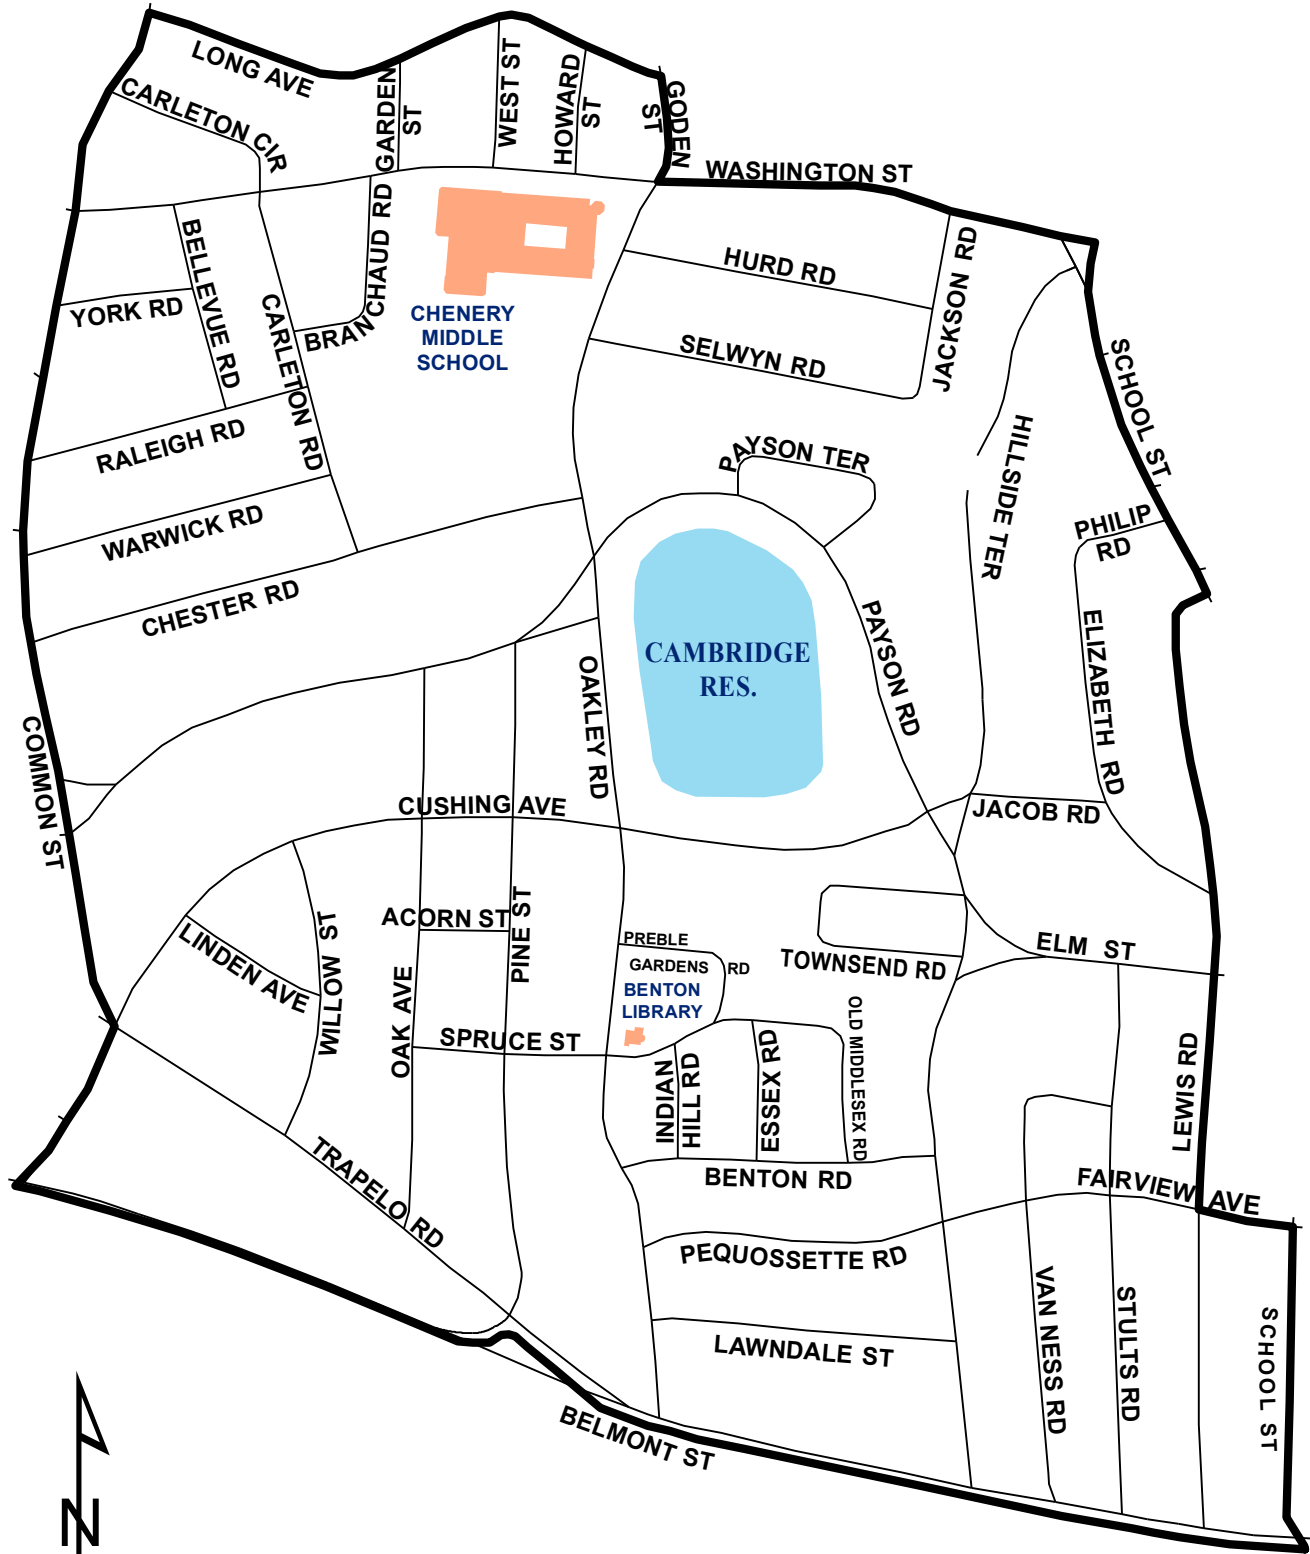 LONG AVE
CARLETON CIR
GARDEN
ST
WEST ST
HOWARD
ST
GODEN
ST
WASHINGTON ST
BELLEVUE RD
YORK RD
CARLETON RD
BRANCHAUD RD
CHENERY
MIDDLE
SCHOOL
HURD RD
SELWYN RD
JACKSON RD
SCHOOL ST
RALEIGH RD
WARWICK RD
CHESTER RD
PAYSON TER
HILLSIDE TER
PHILIP
RD
ELIZABETH RD
CAMBRIDGE
RES.
PAYSON RD
OAKLEY RD
COMMON ST
CUSHING AVE
JACOB RD
LINDEN AVE
WILLOW ST
ACORN ST
PINE ST
OAK AVE
SPRUCE ST
PREBLE
GARDENS RD
BENTON
LIBRARY
TOWNSEND RD
ELM ST
INDIAN
HILL RD
ESSEX RD
OLD MIDDLESEX RD
LEWIS RD
BENTON RD
FAIRVIEW AVE
TRAPELO RD
PEQUOSSETTE RD
LAWNDALE ST
VAN NESS RD
STULTS RD
SCHOOL ST
BELMONT ST
N